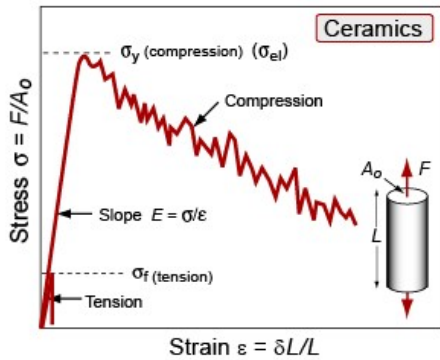 Ceramics
σy (compression) (σel)
Compression
Slope E = σ/ε
σf (tension)
Tension
Stress σ = F/Ao
Strain ε = δL/L
Ao
F
L